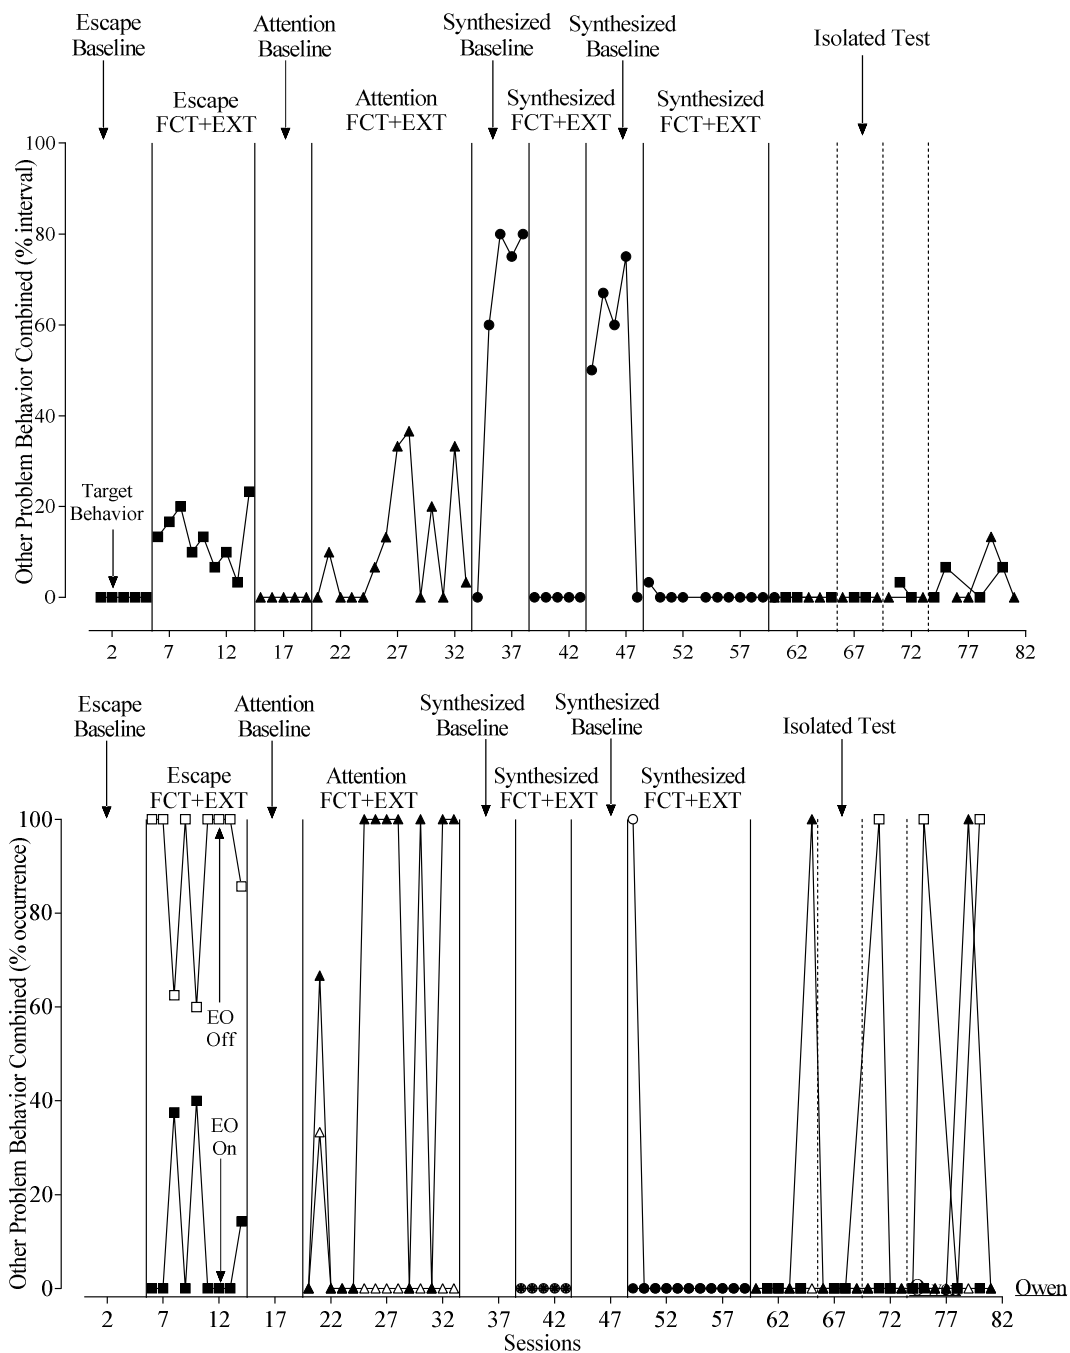 Escape
Baseline
Attention
Baseline
Synthesized
Baseline
Synthesized
Baseline
Isolated Test
Escape
FCT+EXT
Attention
FCT+EXT
Synthesized
FCT+EXT
Synthesized
FCT+EXT
Other Problem Behavior Combined (% interval)
100
80
60
40
20
0
Target
Behavior
2 7 12 17 22 27 32 37 42 47 52 57 62 67 72 77 82
Escape
Baseline
Attention
Baseline
Synthesized
Baseline
Synthesized
Baseline
Isolated Test
Escape
FCT+EXT
Attention
FCT+EXT
Synthesized
FCT+EXT
Synthesized
FCT+EXT
Other Problem Behavior Combined (% occurrence)
100
80
60
40
20
0
EO
Off
EO
On
Owen
2 7 12 17 22 27 32 37 42 47 52 57 62 67 72 77 82
Sessions